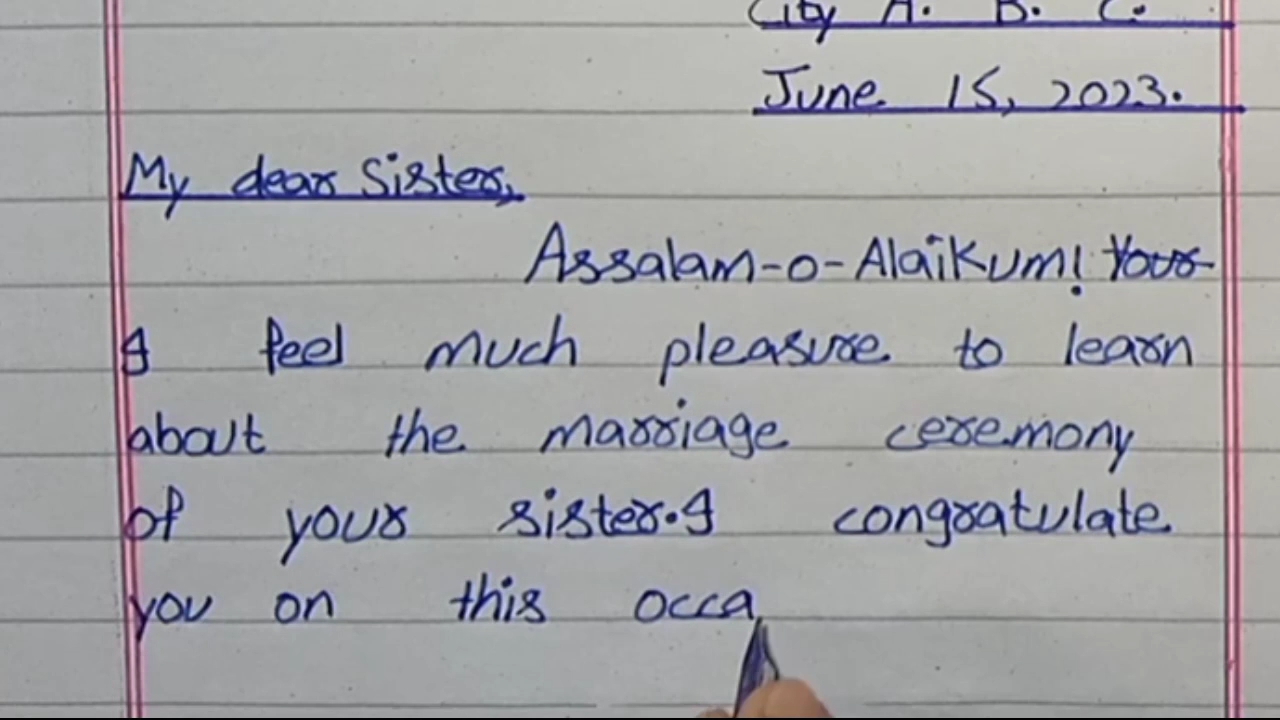 City A. B. C.
June 15, 2023.
My dear Sister,
Assalam-o-Alaikum! Your
I feel much pleasure to learn
about the marriage ceremony
of your sister. I congratulate
you on this occa